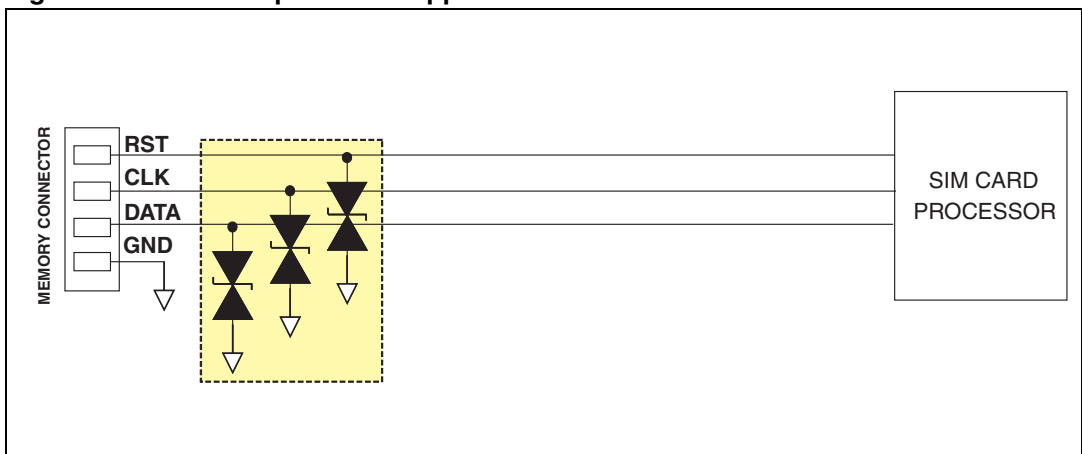 MEMORY CONNECTOR
RST
CLK
DATA
GND
SIM CARD
PROCESSOR